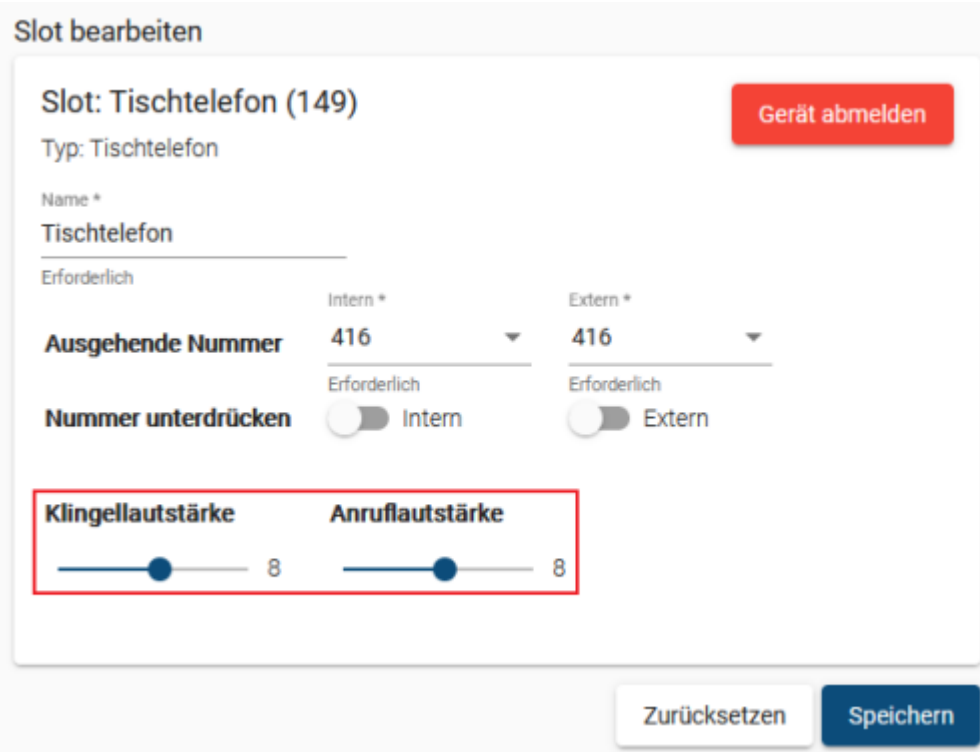 Slot bearbeiten
Slot: Tischtelefon (149)
Gerät abmelden
Typ: Tischtelefon
Name *
Tischtelefon
Erforderlich
Intern * Extern *
Ausgehende Nummer 416 416
Erforderlich Erforderlich
Nummer unterdrücken Intern Extern
Klingellautstärke Anruflautstärke
8 8
Zurücksetzen Speichern